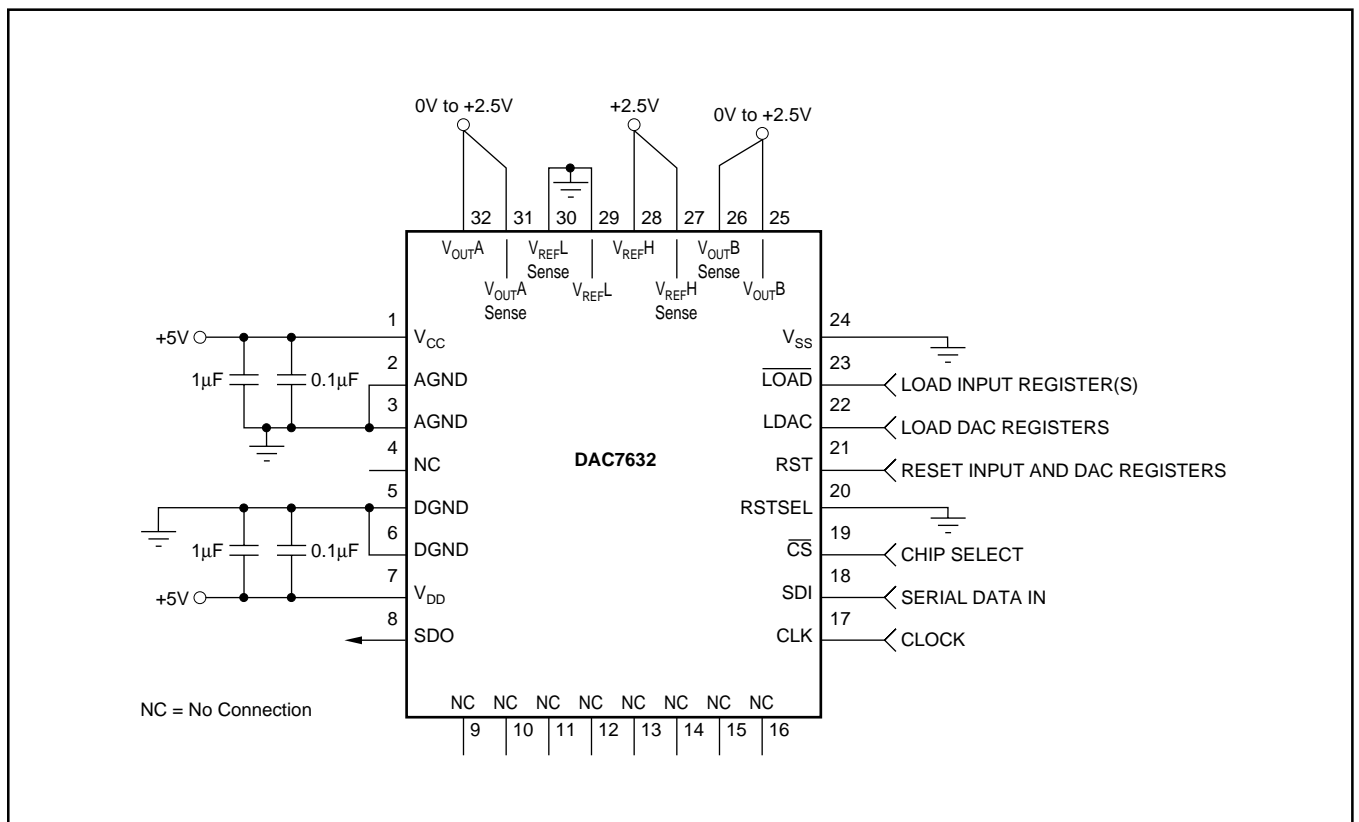 0V to +2.5V
+2.5V
0V to +2.5V
32 31 30 29 28 27 26 25
VOUTA
VREFL
Sense
VREFH
VOUTB
Sense
VOUTA
Sense
VREFL
VREFH
Sense
VOUTB
+5V
1
VCC
1μF
0.1μF
2
AGND
3
AGND
4
NC
5
DGND
1μF
0.1μF
6
DGND
+5V
7
VDD
8
SDO
DAC7632
24
VSS
23
LOAD
LOAD INPUT REGISTER(S)
22
LDAC
LOAD DAC REGISTERS
21
RST
RESET INPUT AND DAC REGISTERS
20
RSTSEL
19
CS
CHIP SELECT
18
SDI
SERIAL DATA IN
17
CLK
CLOCK
NC NC NC NC NC NC NC NC
9 10 11 12 13 14 15 16
NC = No Connection